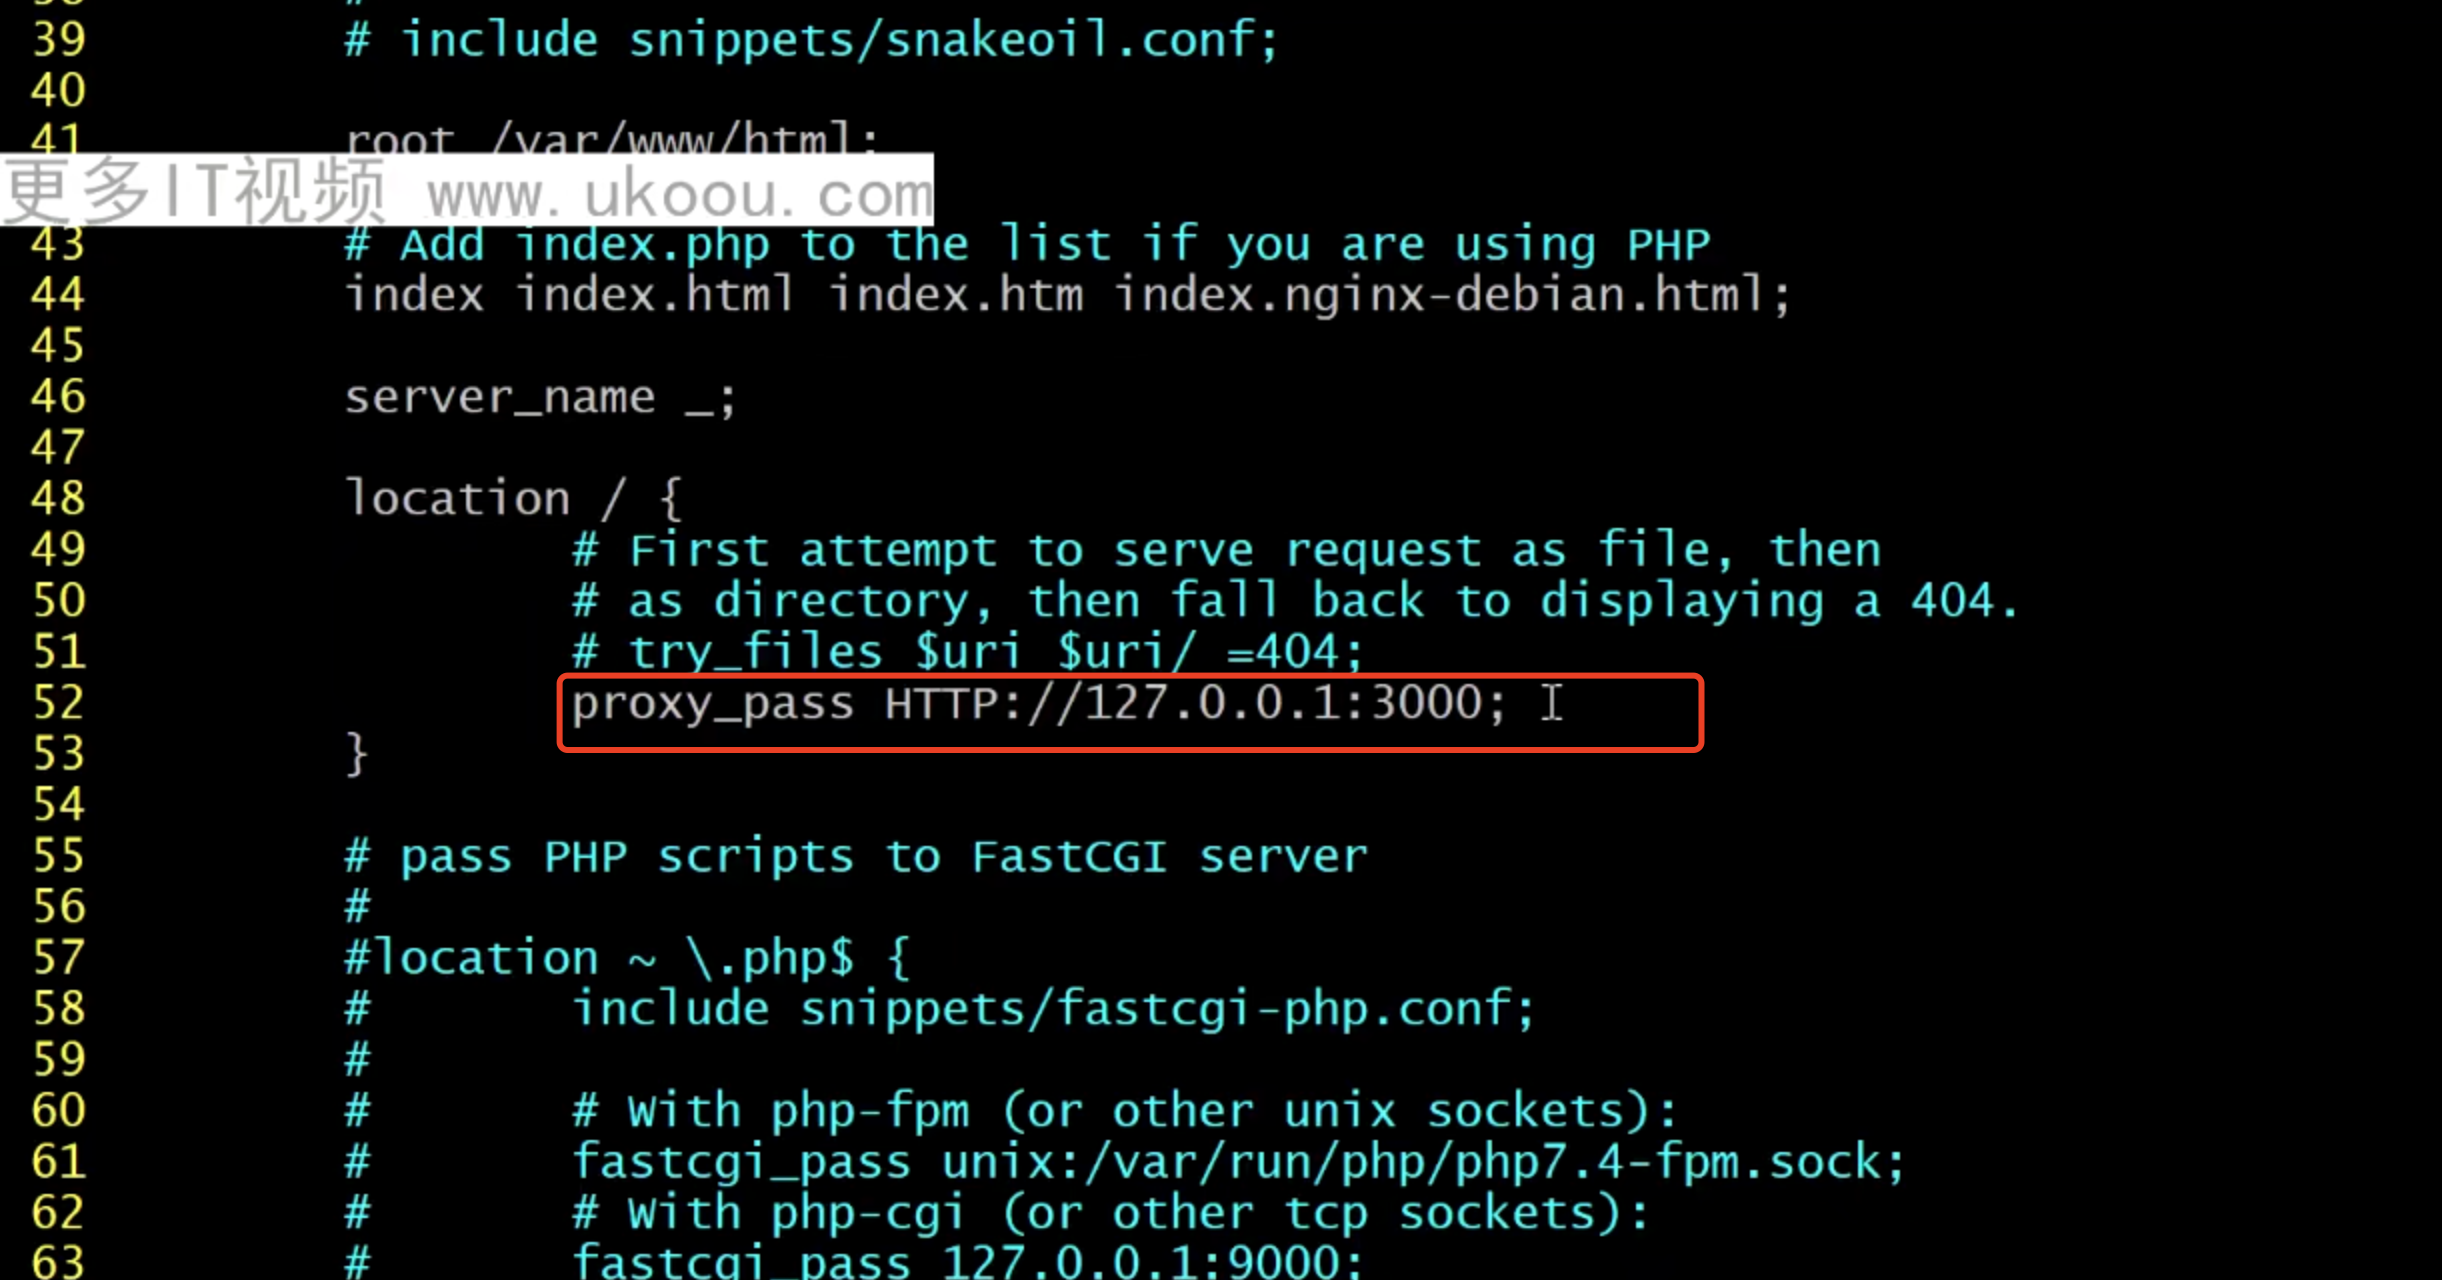 39 # include snippets/snakeoil.conf;
40
41 root /var/www/html;
更多IT视频 www.ukoou.com
43 # Add index.php to the list if you are using PHP
44 index index.html index.htm index.nginx-debian.html;
45
46 server_name _;
47
48 location / {
49 # First attempt to serve request as file, then
50 # as directory, then fall back to displaying a 404.
51 # try_files $uri $uri/ =404;
52 proxy_pass HTTP://127.0.0.1:3000;
53 }
54
55 # pass PHP scripts to FastCGI server
56 #
57 #location ~ \.php$ {
58 # include snippets/fastcgi-php.conf;
59 #
60 # # With php-fpm (or other unix sockets):
61 # fastcgi_pass unix:/var/run/php/php7.4-fpm.sock;
62 # # With php-cgi (or other tcp sockets):
63 # fastcgi_pass 127.0.0.1:9000;